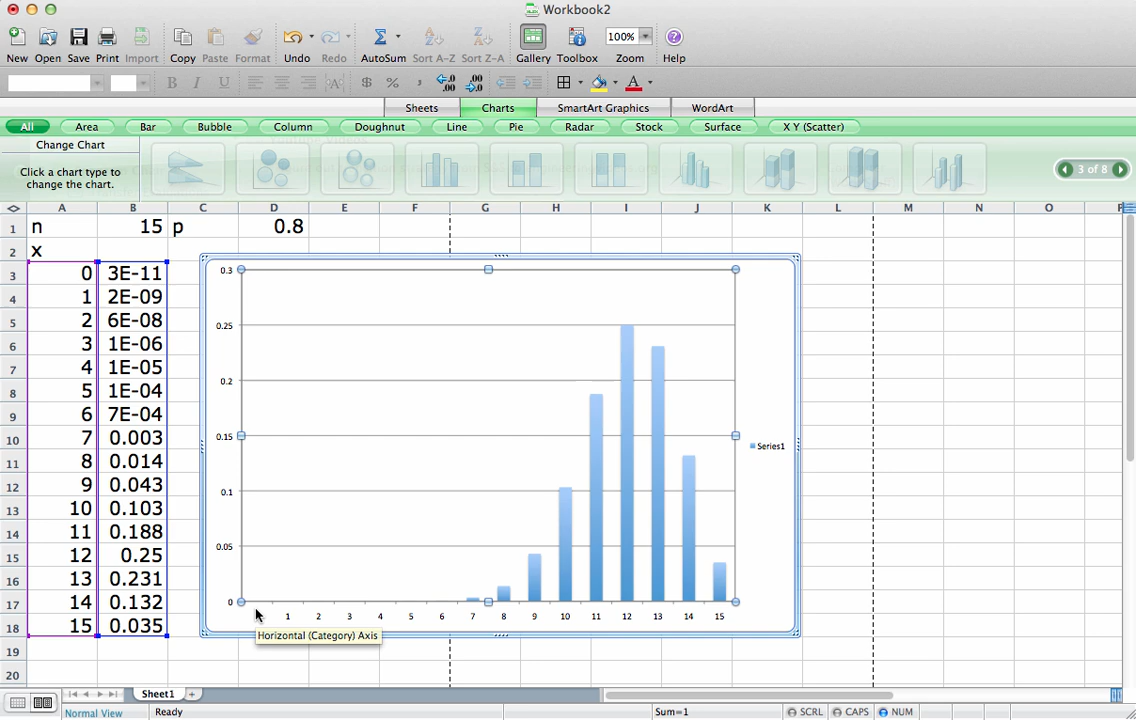 Workbook2
New Open Save Print Import Copy Paste Format Undo Redo AutoSum Sort A-Z Sort Z-A Gallery Toolbox 100% Zoom Help
B I U $ % ,
Sheets Charts SmartArt Graphics WordArt
All Area Bar Bubble Column Doughnut Line Pie Radar Stock Surface X Y (Scatter)
Change Chart
Click a chart type to
change the chart.
3 of 8
A B C D E F G H I J K L M N O P
1 n 15 p 0.8
2 x
3 0 3E-11
4 1 2E-09
5 2 6E-08
6 3 1E-06
7 4 1E-05
8 5 1E-04
9 6 7E-04
10 7 0.003
11 8 0.014
12 9 0.043
13 10 0.103
14 11 0.188
15 12 0.25
16 13 0.231
17 14 0.132
18 15 0.035
19
20
0.3
0.25
0.2
0.15
0.1
0.05
0
1 2 3 4 5 6 7 8 9 10 11 12 13 14 15
Series1
Horizontal (Category) Axis
Sheet1
Normal View Ready Sum=1 SCRL CAPS NUM